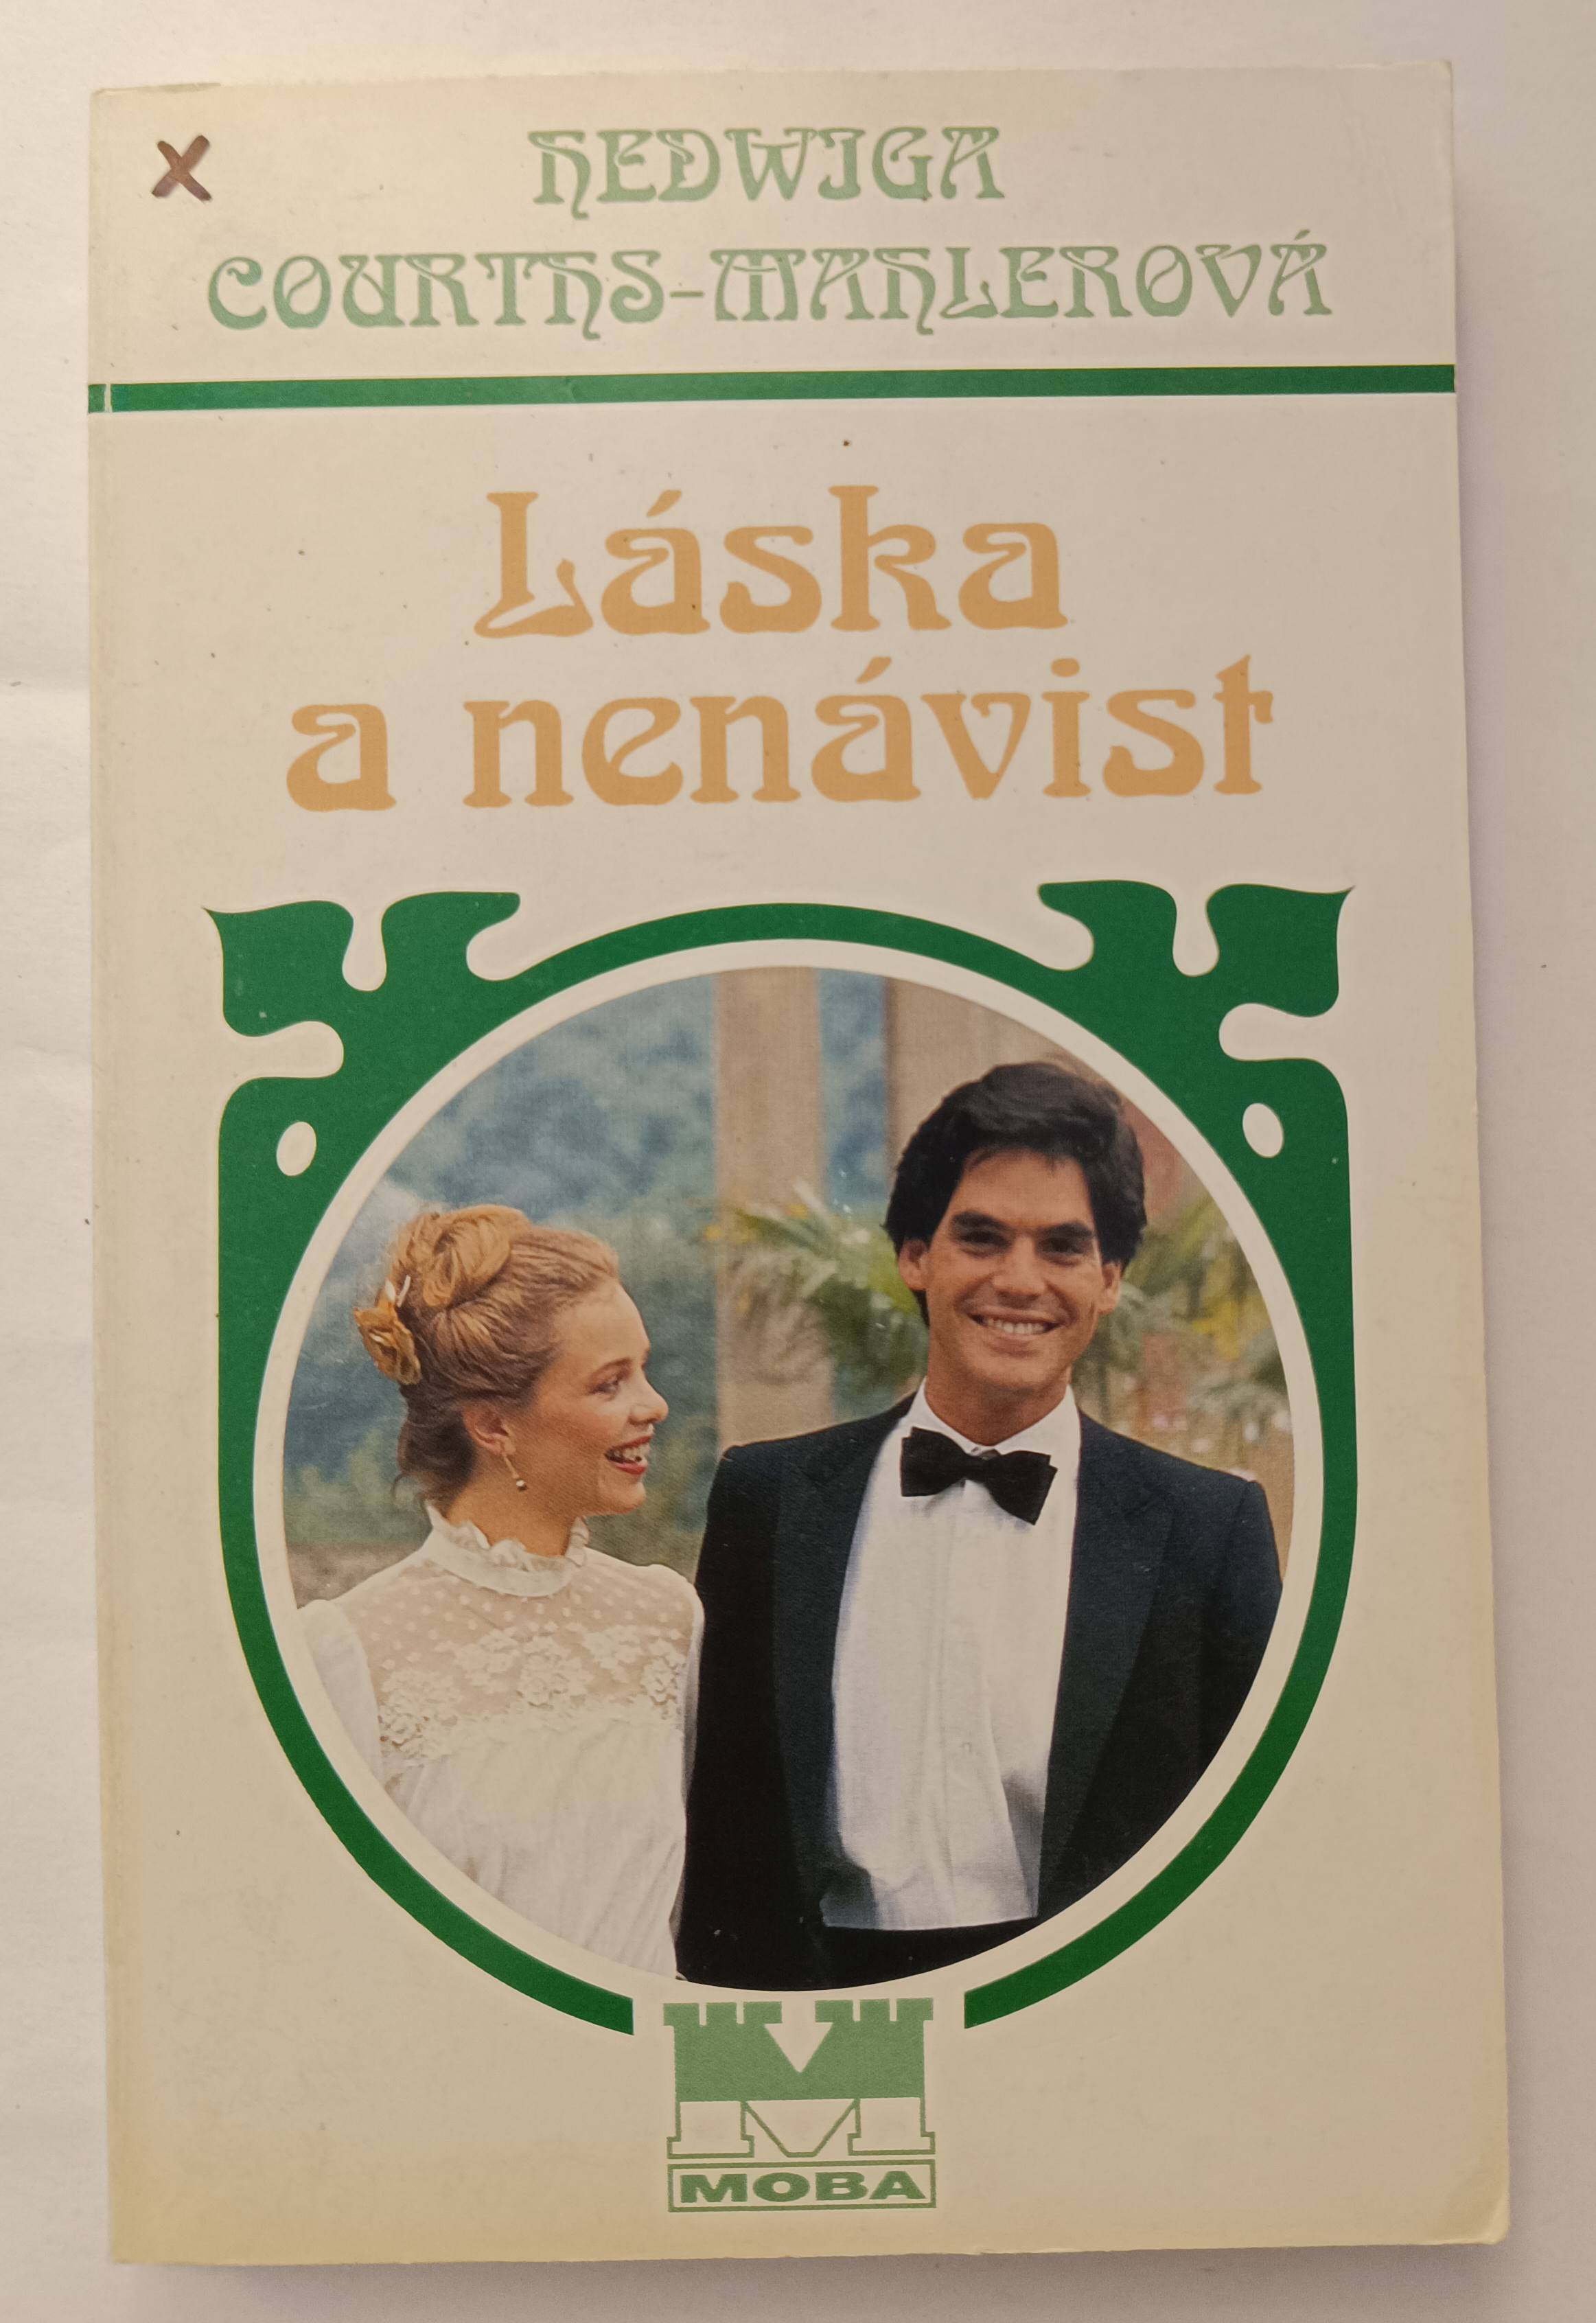 x
HEDWIGA
COURTHS-MAHLEROVÁ
Láska
a nenávist
MOBA